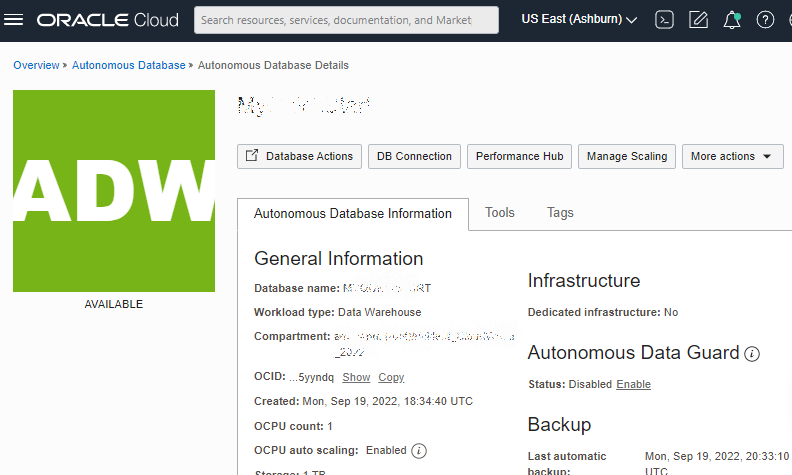 ORACLE Cloud
Search resources, services, documentation, and Market
US East (Ashburn)
Overview » Autonomous Database » Autonomous Database Details
ADW
AVAILABLE
Database Actions
DB Connection
Performance Hub
Manage Scaling
More actions
Autonomous Database Information
Tools
Tags
General Information
Database name:
Workload type: Data Warehouse
Compartment:
OCID: ...5yyndq Show Copy
Created: Mon, Sep 19, 2022, 18:34:40 UTC
OCPU count: 1
OCPU auto scaling: Enabled
Storage: 1 TB
Infrastructure
Dedicated infrastructure: No
Autonomous Data Guard
Status: Disabled Enable
Backup
Last automatic Mon, Sep 19, 2022, 20:33:10
backup: UTC